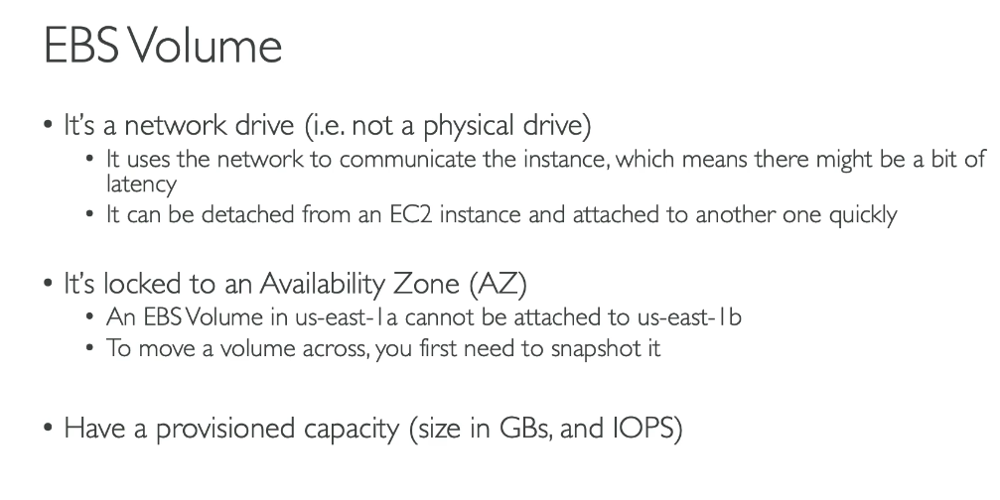 EBS Volume
• It's a network drive (i.e. not a physical drive)
• It uses the network to communicate the instance, which means there might be a bit of
latency
• It can be detached from an EC2 instance and attached to another one quickly
• It's locked to an Availability Zone (AZ)
• An EBS Volume in us-east-1a cannot be attached to us-east-1b
• To move a volume across, you first need to snapshot it
• Have a provisioned capacity (size in GBs, and IOPS)